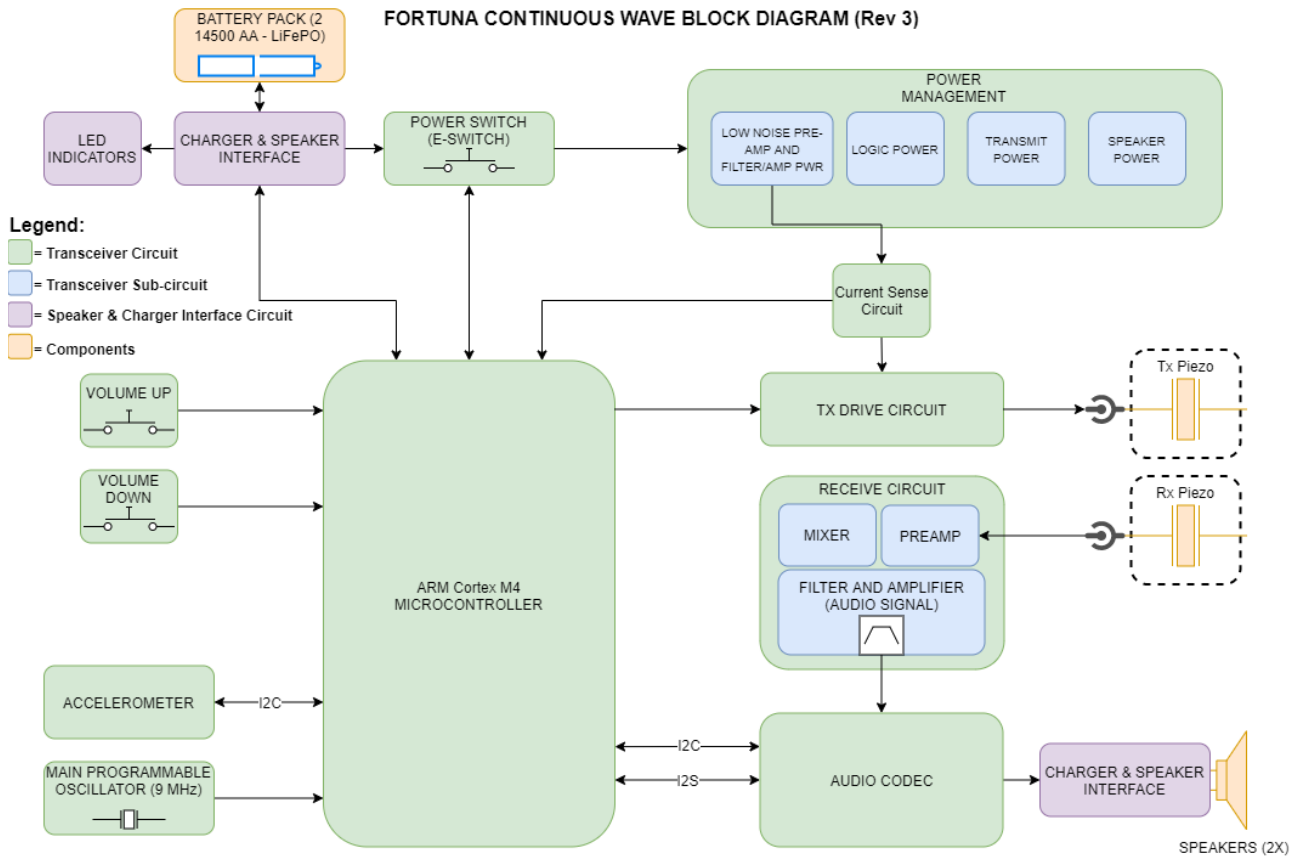 FORTUNA CONTINUOUS WAVE BLOCK DIAGRAM (Rev 3)
BATTERY PACK (2
14500 AA - LiFePO)
LED
INDICATORS
CHARGER & SPEAKER
INTERFACE
POWER SWITCH
(E-SWITCH)
POWER
MANAGEMENT
LOW NOISE PRE-
AMP AND
FILTER/AMP PWR
LOGIC POWER
TRANSMIT
POWER
SPEAKER
POWER
Legend:
= Transceiver Circuit
= Transceiver Sub-circuit
= Speaker & Charger Interface Circuit
= Components
Current Sense
Circuit
VOLUME UP
VOLUME
DOWN
ARM Cortex M4
MICROCONTROLLER
TX DRIVE CIRCUIT
Tx Piezo
RECEIVE CIRCUIT
MIXER
PREAMP
Rx Piezo
FILTER AND AMPLIFIER
(AUDIO SIGNAL)
ACCELEROMETER
I2C
MAIN PROGRAMMABLE
OSCILLATOR (9 MHz)
I2C
I2S
AUDIO CODEC
CHARGER & SPEAKER
INTERFACE
SPEAKERS (2X)